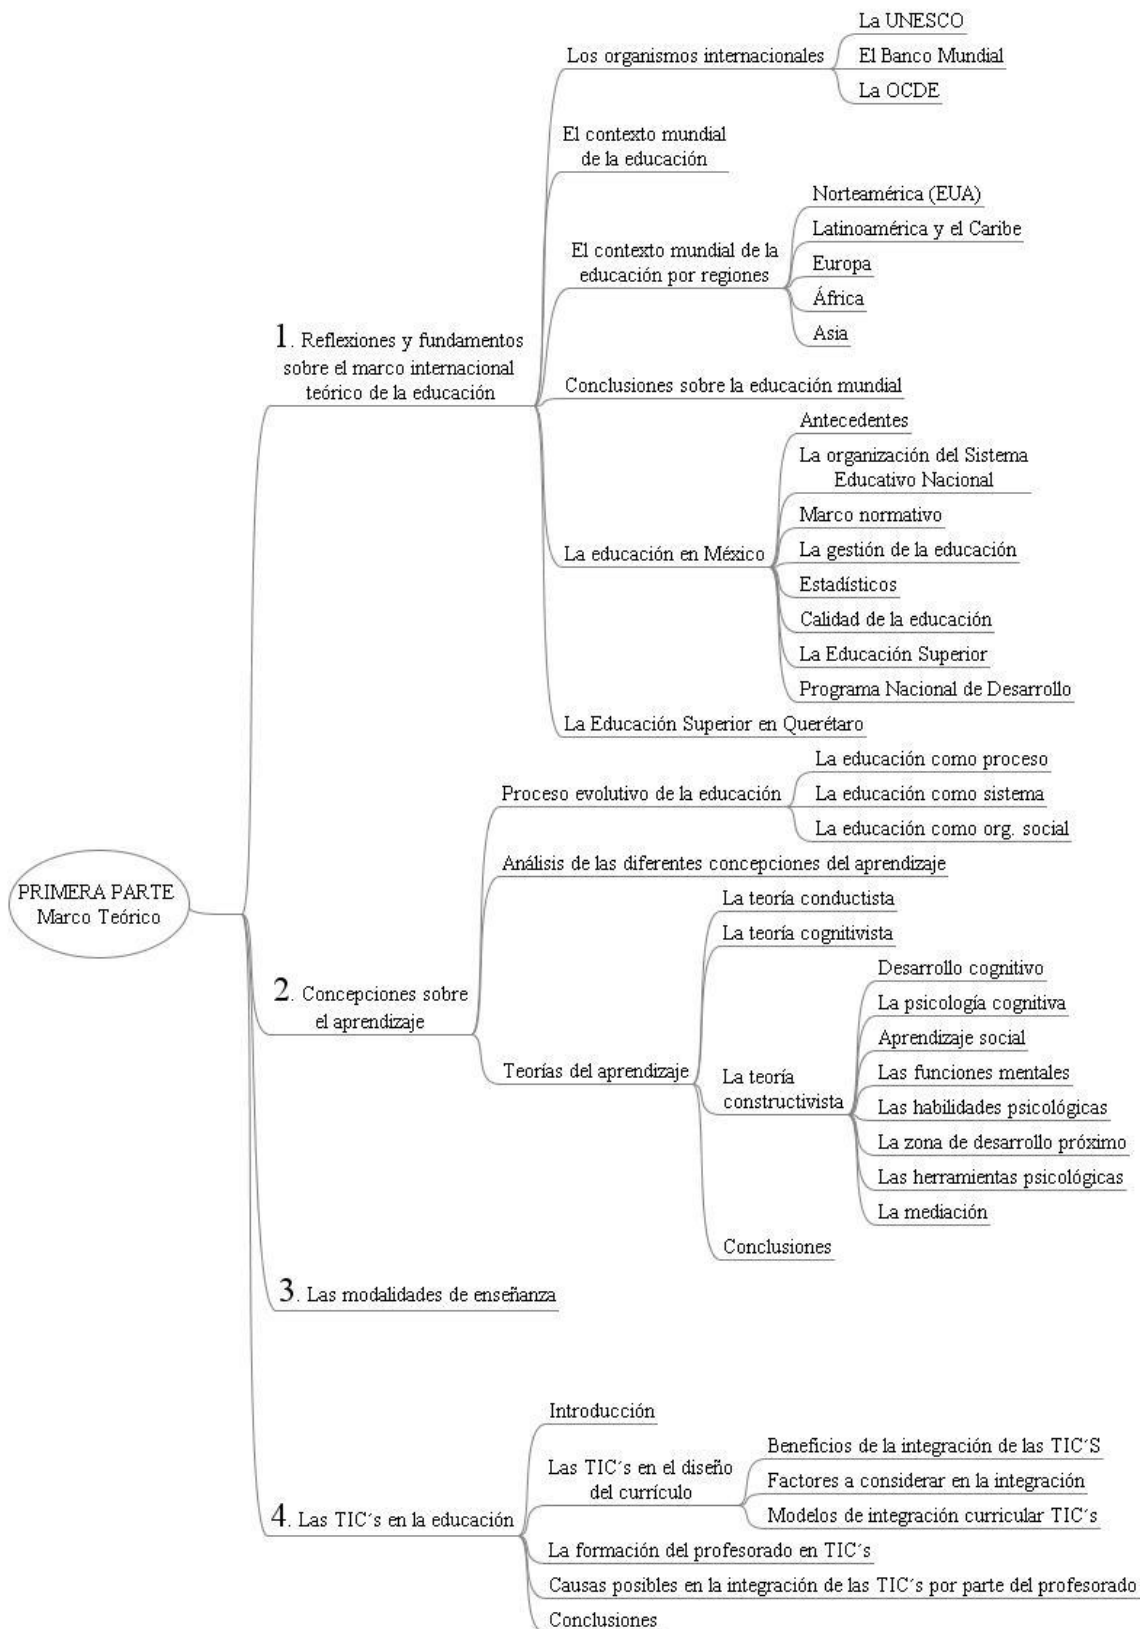 La UNESCO
Los organismos internacionales
El Banco Mundial
La OCDE
El contexto mundial
de la educación
Norteamérica (EUA)
Latinoamérica y el Caribe
El contexto mundial de la
educación por regiones
Europa
África
Asia
1. Reflexiones y fundamentos
sobre el marco internacional
teórico de la educación
Conclusiones sobre la educación mundial
Antecedentes
La organización del Sistema
Educativo Nacional
Marco normativo
La educación en México
La gestión de la educación
Estadísticos
Calidad de la educación
La Educación Superior
Programa Nacional de Desarrollo
La Educación Superior en Querétaro
PRIMERA PARTE
Marco Teórico
2. Concepciones sobre
el aprendizaje
Proceso evolutivo de la educación
La educación como proceso
La educación como sistema
La educación como org. social
Análisis de las diferentes concepciones del aprendizaje
Teorías del aprendizaje
La teoría conductista
La teoría cognitivista
La teoría
constructivista
Desarrollo cognitivo
La psicología cognitiva
Aprendizaje social
Las funciones mentales
Las habilidades psicológicas
La zona de desarrollo próximo
Las herramientas psicológicas
La mediación
Conclusiones
3. Las modalidades de enseñanza
4. Las TIC´s en la educación
Introducción
Las TIC´s en el diseño
del currículo
Beneficios de la integración de las TIC´S
Factores a considerar en la integración
Modelos de integración curricular TIC´s
La formación del profesorado en TIC´s
Causas posibles en la integración de las TIC´s por parte del profesorado
Conclusiones